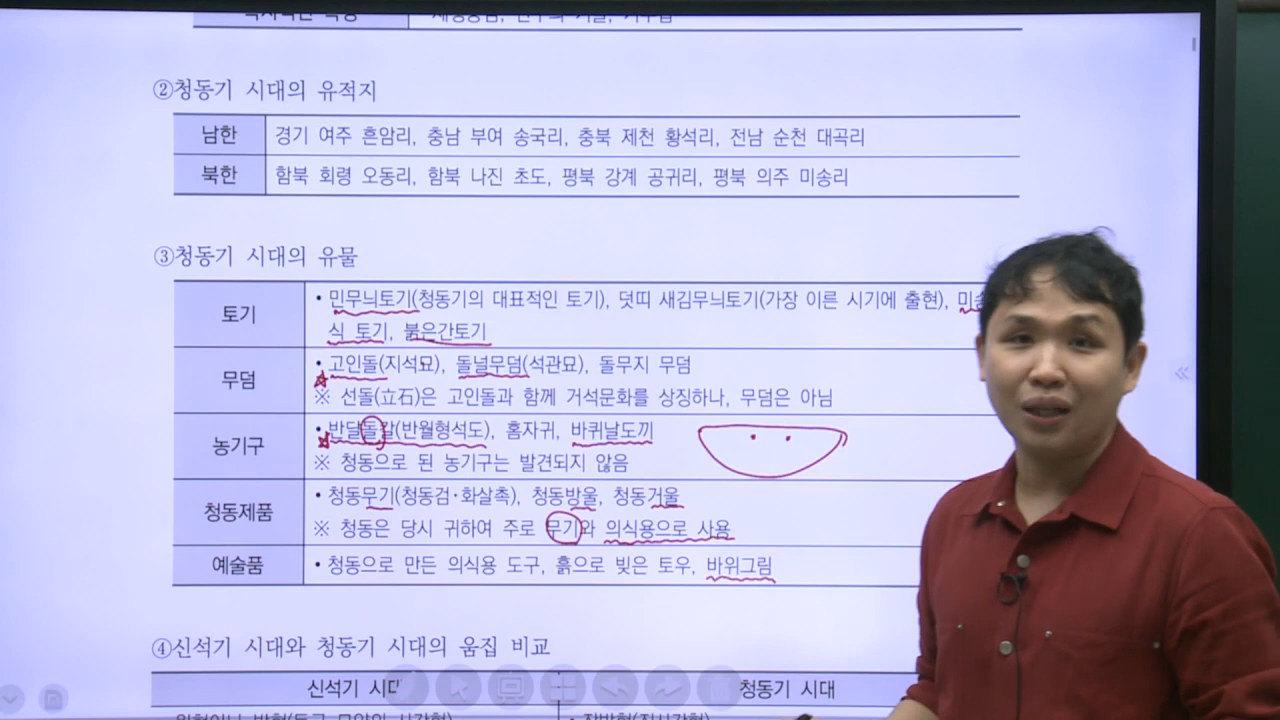 ②청동기 시대의 유적지
남한 경기 여주 흔암리, 충남 부여 송국리, 충북 제천 황석리, 전남 순천 대곡리
북한 함북 회령 오동리, 함북 나진 초도, 평북 강계 공귀리, 평북 의주 미송리
③청동기 시대의 유물
토기 • 민무늬토기(청동기의 대표적인 토기), 덧띠 새김무늬토기(가장 이른 시기에 출현),
식 토기, 붉은간토기
무덤 • 고인돌(지석묘), 돌널무덤(석관묘), 돌무지 무덤
※ 선돌(立石)은 고인돌과 함께 거석문화를 상징하나, 무덤은 아님
농기구 • 반달돌칼(반월형석도), 홈자귀, 바퀴날도끼
※ 청동으로 된 농기구는 발견되지 않음
청동제품 • 청동무기(청동검·화살촉), 청동방울, 청동거울
※ 청동은 당시 귀하여 주로 무기와 의식용으로 사용
예술품 • 청동으로 만든 의식용 도구, 흙으로 빚은 토우, 바위그림
④신석기 시대와 청동기 시대의 움집 비교
신석기 시대 청동기 시대